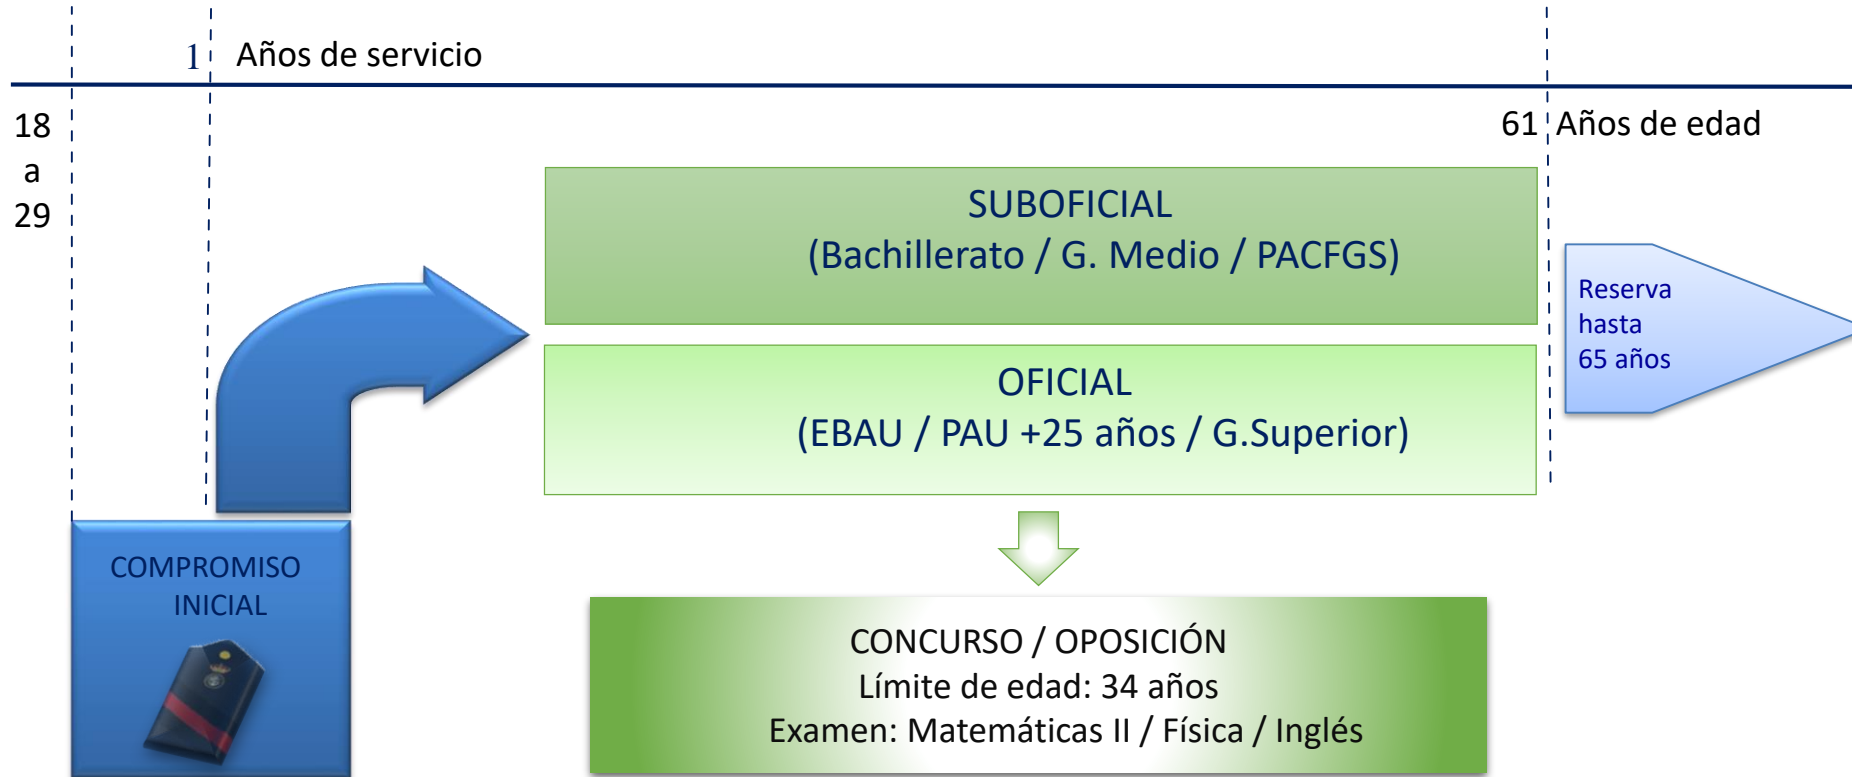 1 Años de servicio
18
a
29
61 Años de edad
SUBOFICIAL
(Bachillerato / G. Medio / PACFGS)
Reserva
hasta
65 años
OFICIAL
(EBAU / PAU +25 años / G.Superior)
COMPROMISO
INICIAL
CONCURSO / OPOSICIÓN
Límite de edad: 34 años
Examen: Matemáticas II / Física / Inglés